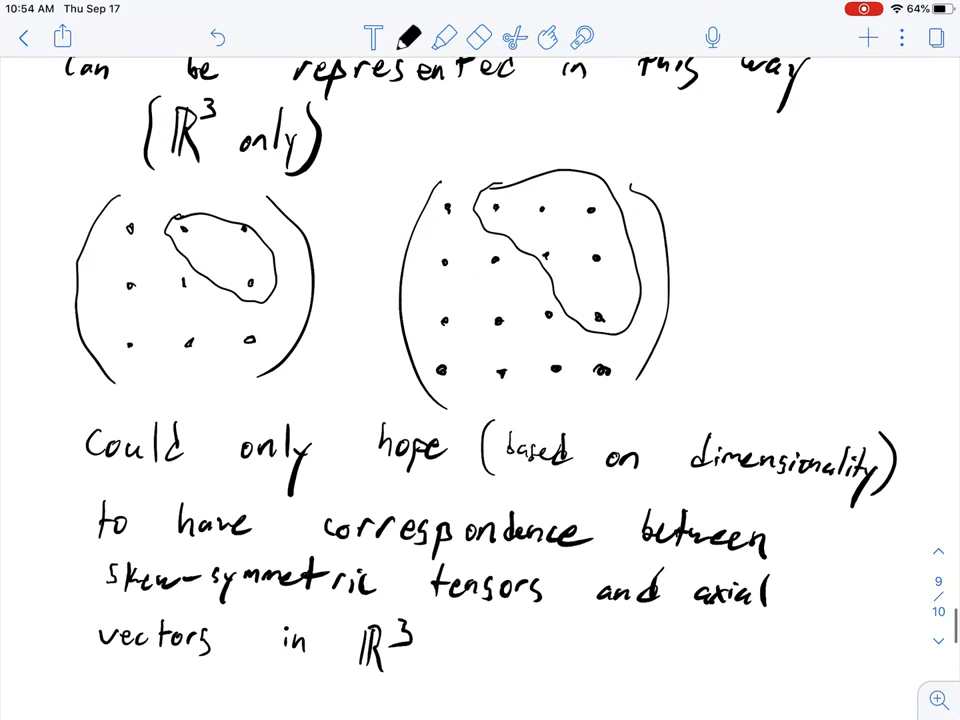 10:54 AM Thu Sep 17
64%
can be represented in this way
(ℝ³ only)
could only hope (based on dimensionality)
to have correspondence between
skew-symmetric tensors and axial
vectors in ℝ³
9
/
10